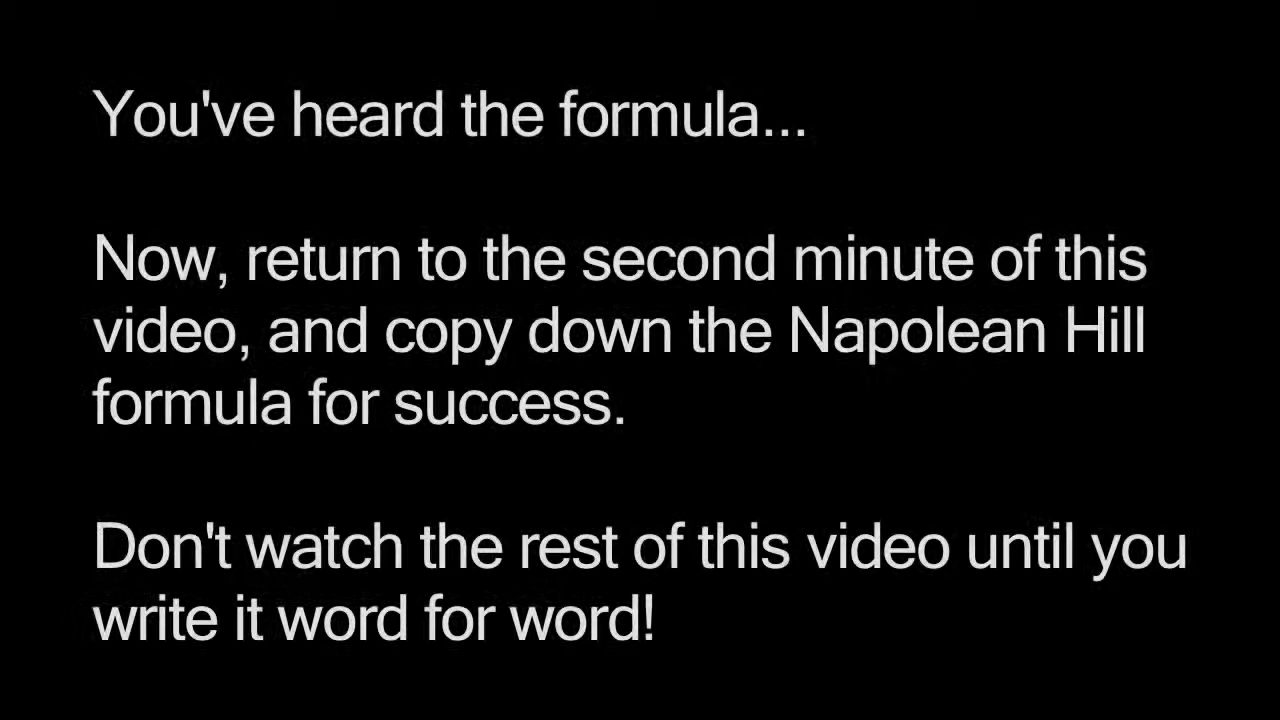 You've heard the formula...
Now, return to the second minute of this
video, and copy down the Napolean Hill
formula for success.
Don't watch the rest of this video until you
write it word for word!